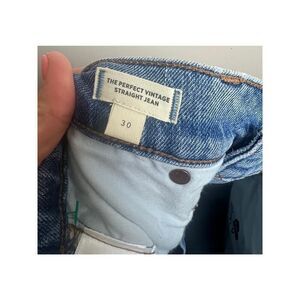 THE PERFECT VINTAGE
STRAIGHT JEAN
30